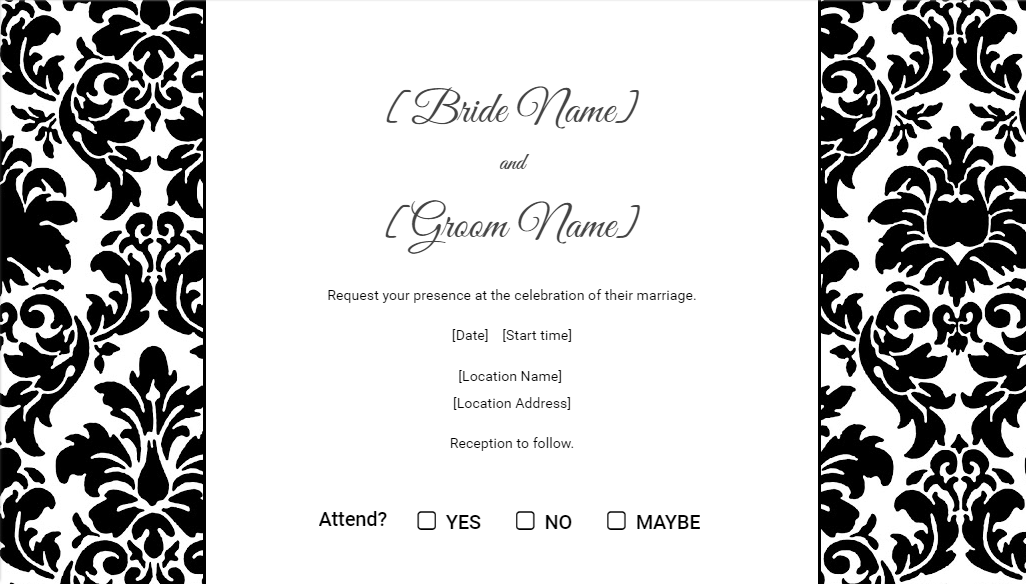 [Bride Name]
and
[Groom Name]
Request your presence at the celebration of their marriage.
[Date] [Start time]
[Location Name]
[Location Address]
Reception to follow.
Attend? YES NO MAYBE